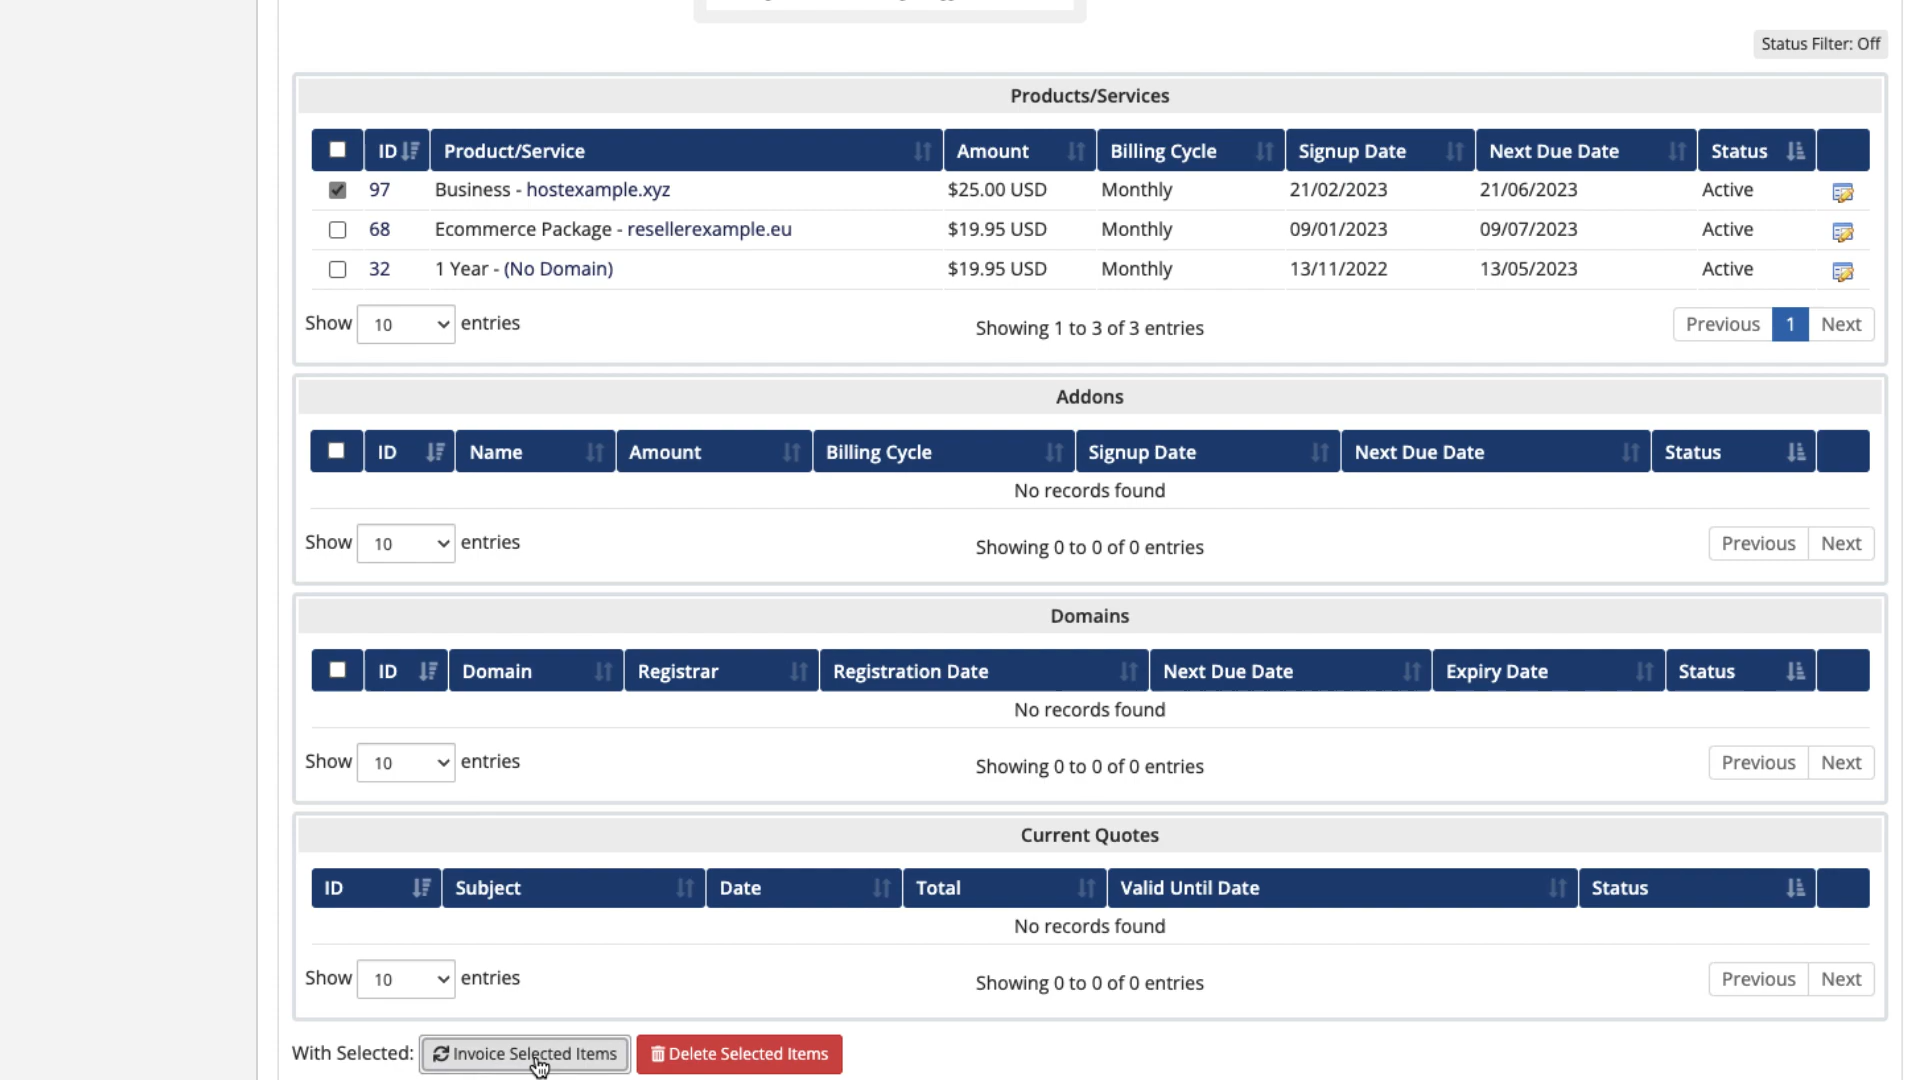 Status Filter: Off
Products/Services
ID Product/Service Amount Billing Cycle Signup Date Next Due Date Status
97 Business - hostexample.xyz $25.00 USD Monthly 21/02/2023 21/06/2023 Active
68 Ecommerce Package - resellerexample.eu $19.95 USD Monthly 09/01/2023 09/07/2023 Active
32 1 Year - (No Domain) $19.95 USD Monthly 13/11/2022 13/05/2023 Active
Show 10 entries Showing 1 to 3 of 3 entries Previous 1 Next
Addons
ID Name Amount Billing Cycle Signup Date Next Due Date Status
No records found
Show 10 entries Showing 0 to 0 of 0 entries Previous Next
Domains
ID Domain Registrar Registration Date Next Due Date Expiry Date Status
No records found
Show 10 entries Showing 0 to 0 of 0 entries Previous Next
Current Quotes
ID Subject Date Total Valid Until Date Status
No records found
Show 10 entries Showing 0 to 0 of 0 entries Previous Next
With Selected: Invoice Selected Items Delete Selected Items